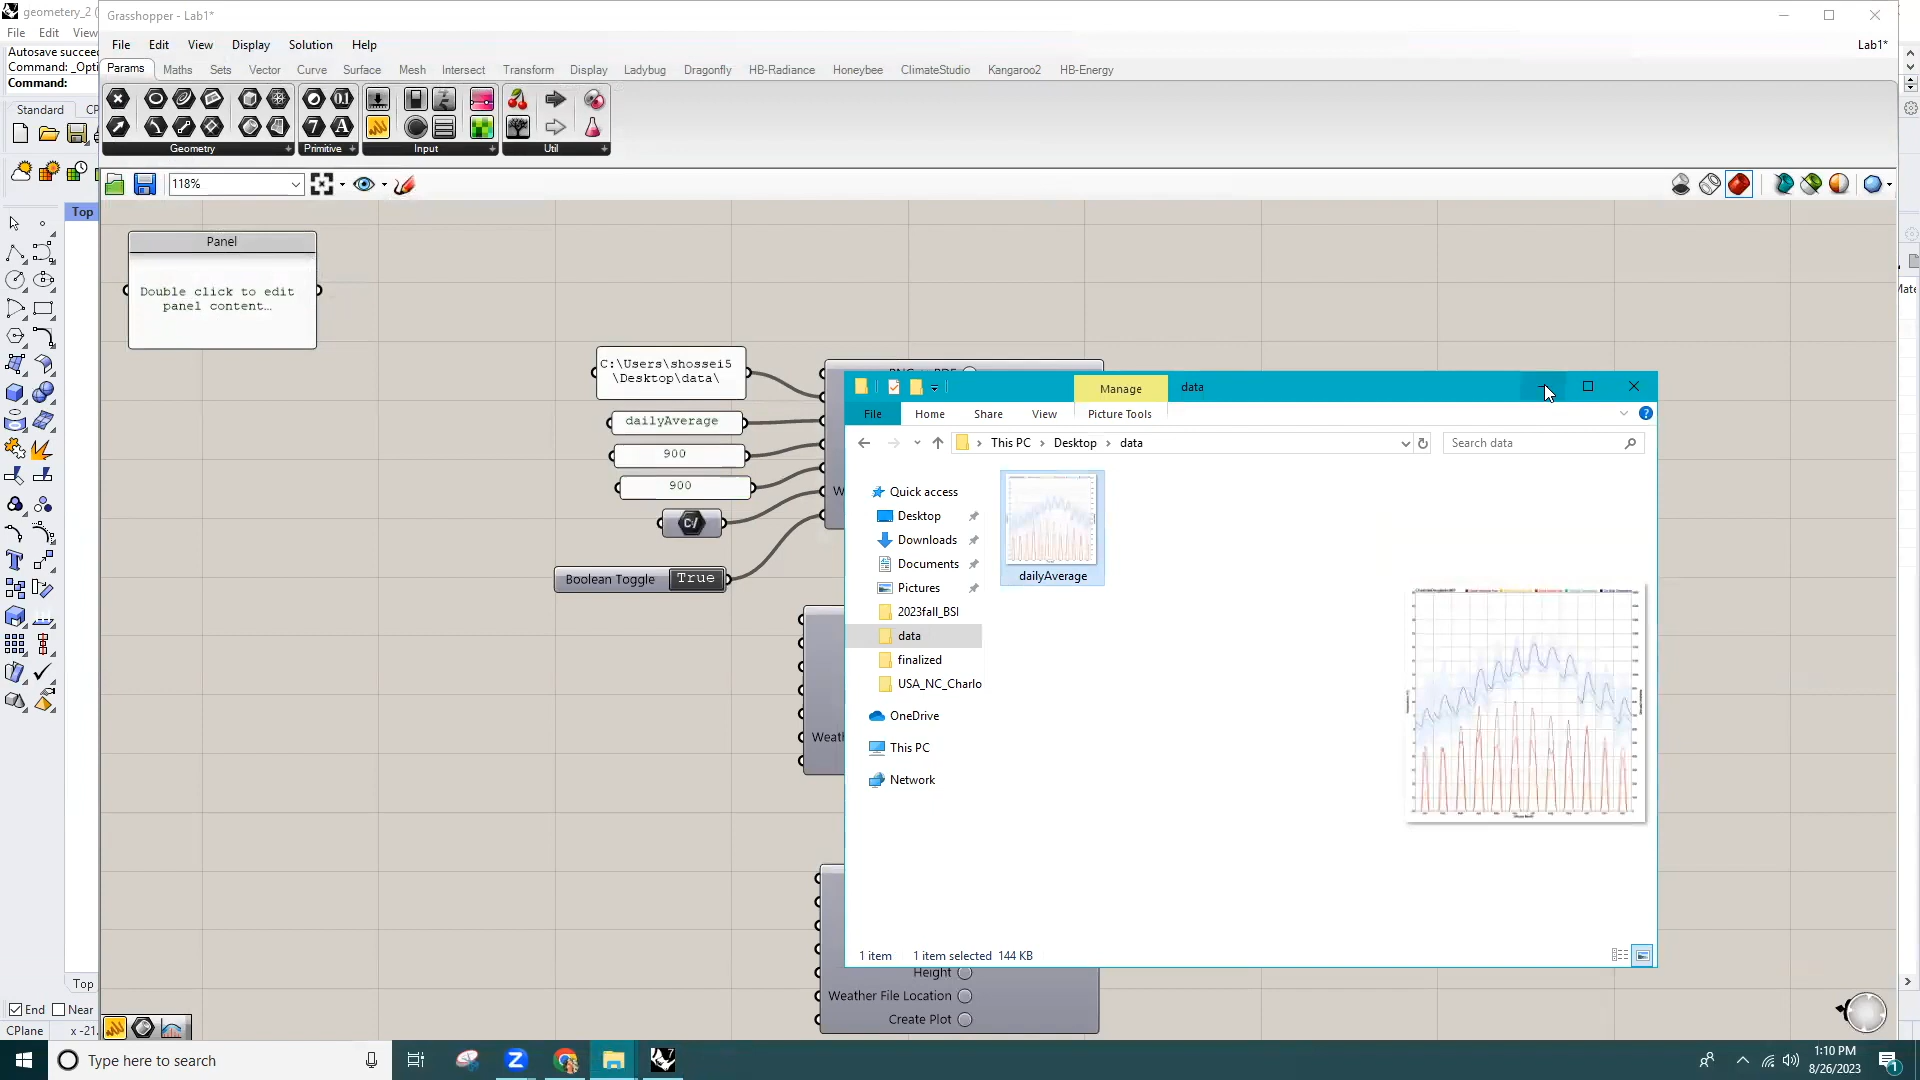 geometery_2 (
Grasshopper - Lab1*
File Edit View
File Edit View Display Solution Help
Lab1*
Autosave succee
Command: _Opti
Command:
Params Maths Sets Vector Curve Surface Mesh Intersect Transform Display Ladybug Dragonfly HB-Radiance Honeybee ClimateStudio Kangaroo2 HB-Energy
Standard CP
Geometry
Primitive
Input
Util
118%
Top
Panel
Double click to edit
panel content…
C:\Users\shossei5
\Desktop\data\
dailyAverage
900
900
C:/
Boolean Toggle True
Manage
data
File Home Share View Picture Tools
This PC > Desktop > data
Search data
Quick access
Desktop
Downloads
Documents
Pictures
2023fall_BSI
data
finalized
USA_NC_Charlo
OneDrive
This PC
Network
dailyAverage
1 item 1 item selected 144 KB
W
Weath
Height
Weather File Location
Create Plot
Top
End Near
CPlane x -21.
Type here to search
1:10 PM
8/26/2023
1